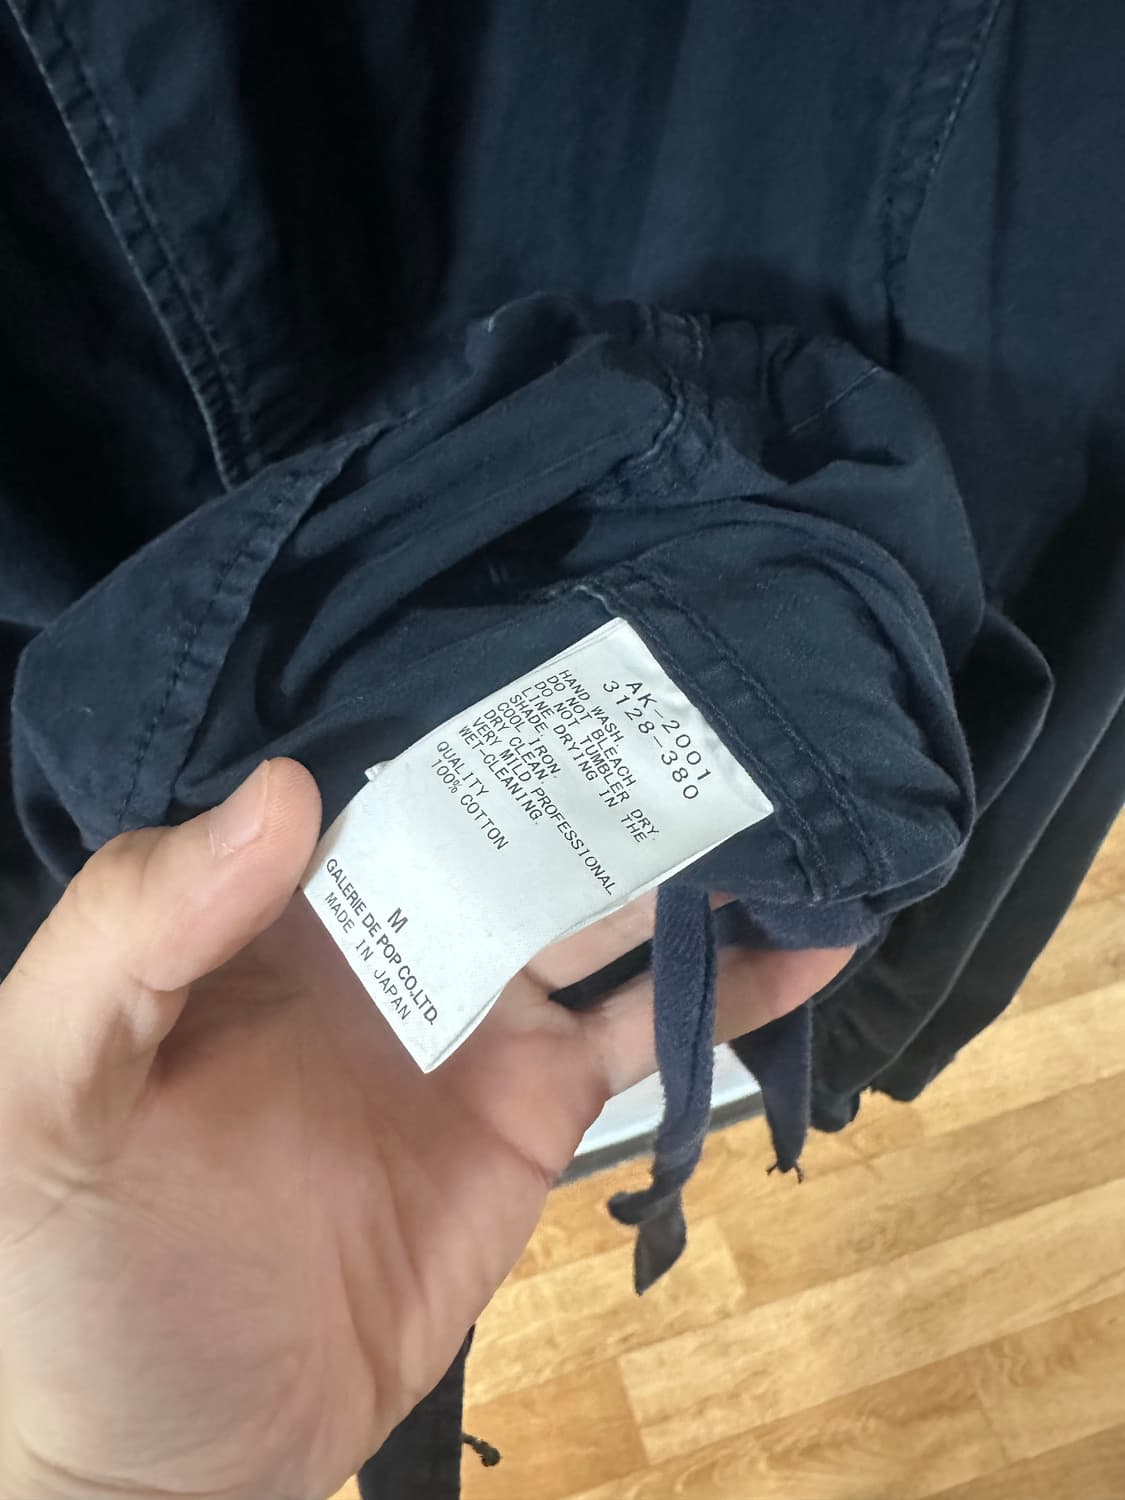 AK-2001
3128-380
HAND WASH.
DO NOT BLEACH.
DO NOT TUMBLER DRY.
LINE DRYING IN THE
SHADE.
COOL IRON.
DRY CLEAN.
VERY MILD PROFESSIONAL
WET-CLEANING.
QUALITY
100% COTTON
M
GALERIE DE POP CO.,LTD.
MADE IN JAPAN